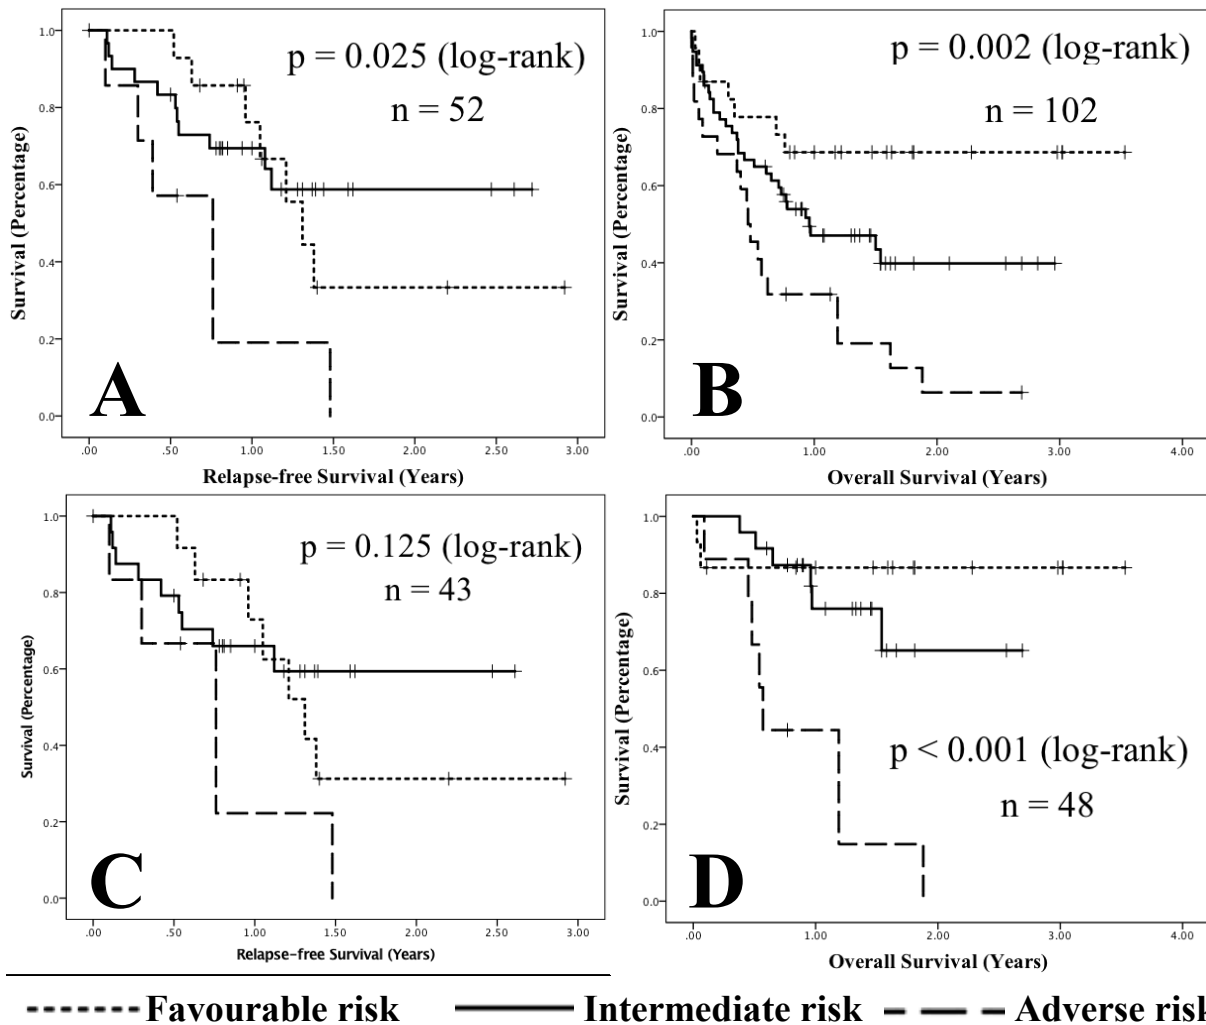 p = 0.025 (log-rank)
n = 52
1.0
0.8
0.6
0.4
0.2
0.0
Survival (Percentage)
A
.00 .50 1.00 1.50 2.00 2.50 3.00
Relapse-free Survival (Years)
p = 0.002 (log-rank)
n = 102
1.0
0.8
0.6
0.4
0.2
0.0
Survival (Percentage)
B
.00 1.00 2.00 3.00 4.00
Overall Survival (Years)
p = 0.125 (log-rank)
n = 43
1.0
0.8
0.6
0.4
0.2
0.0
Survival (Percentage)
C
.00 .50 1.00 1.50 2.00 2.50 3.00
Relapse-free Survival (Years)
p < 0.001 (log-rank)
n = 48
1.0
0.8
0.6
0.4
0.2
0.0
Survival (Percentage)
D
.00 1.00 2.00 3.00 4.00
Overall Survival (Years)
Favourable risk Intermediate risk Adverse risk